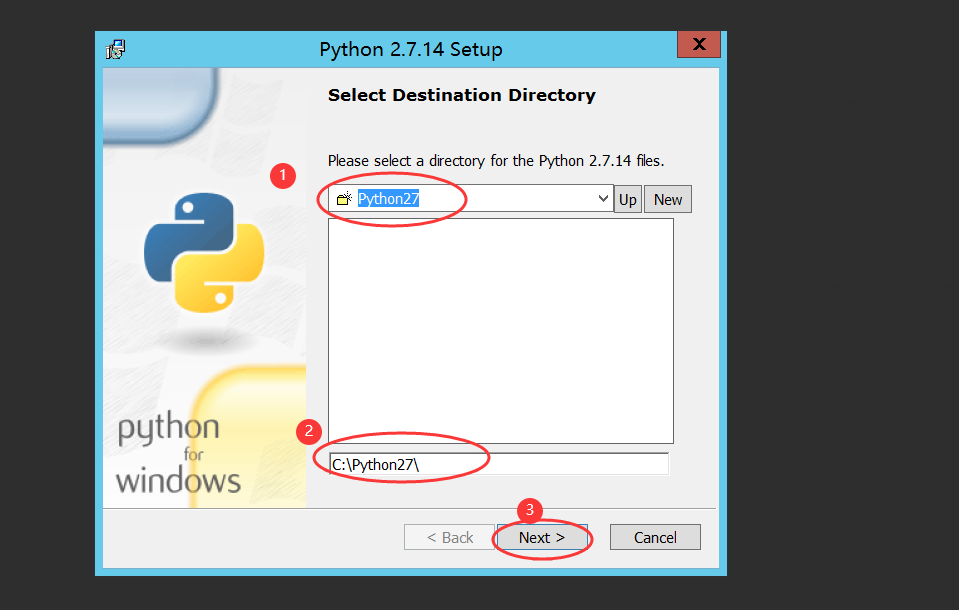 Python 2.7.14 Setup
X
Select Destination Directory
Please select a directory for the Python 2.7.14 files.
1
Python27
Up
New
2
C:\Python27\
python
for
windows
3
< Back
Next >
Cancel